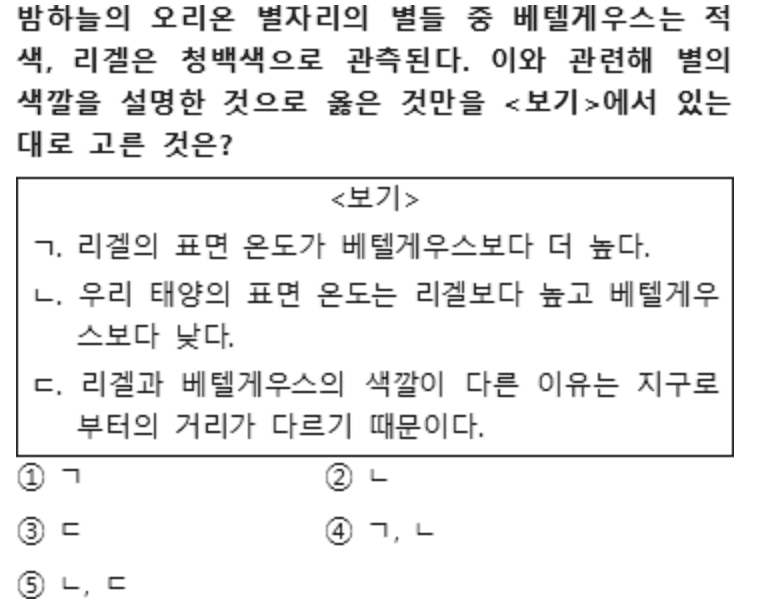 밤하늘의 오리온 별자리의 별들 중 베텔게우스는 적
색, 리겔은 청백색으로 관측된다. 이와 관련해 별의
색깔을 설명한 것으로 옳은 것만을 <보기>에서 있는
대로 고른 것은?
<보기>
ㄱ. 리겔의 표면 온도가 베텔게우스보다 더 높다.
ㄴ. 우리 태양의 표면 온도는 리겔보다 높고 베텔게우
스보다 낮다.
ㄷ. 리겔과 베텔게우스의 색깔이 다른 이유는 지구로
부터의 거리가 다르기 때문이다.
① ㄱ ② ㄴ
③ ㄷ ④ ㄱ, ㄴ
⑤ ㄴ, ㄷ